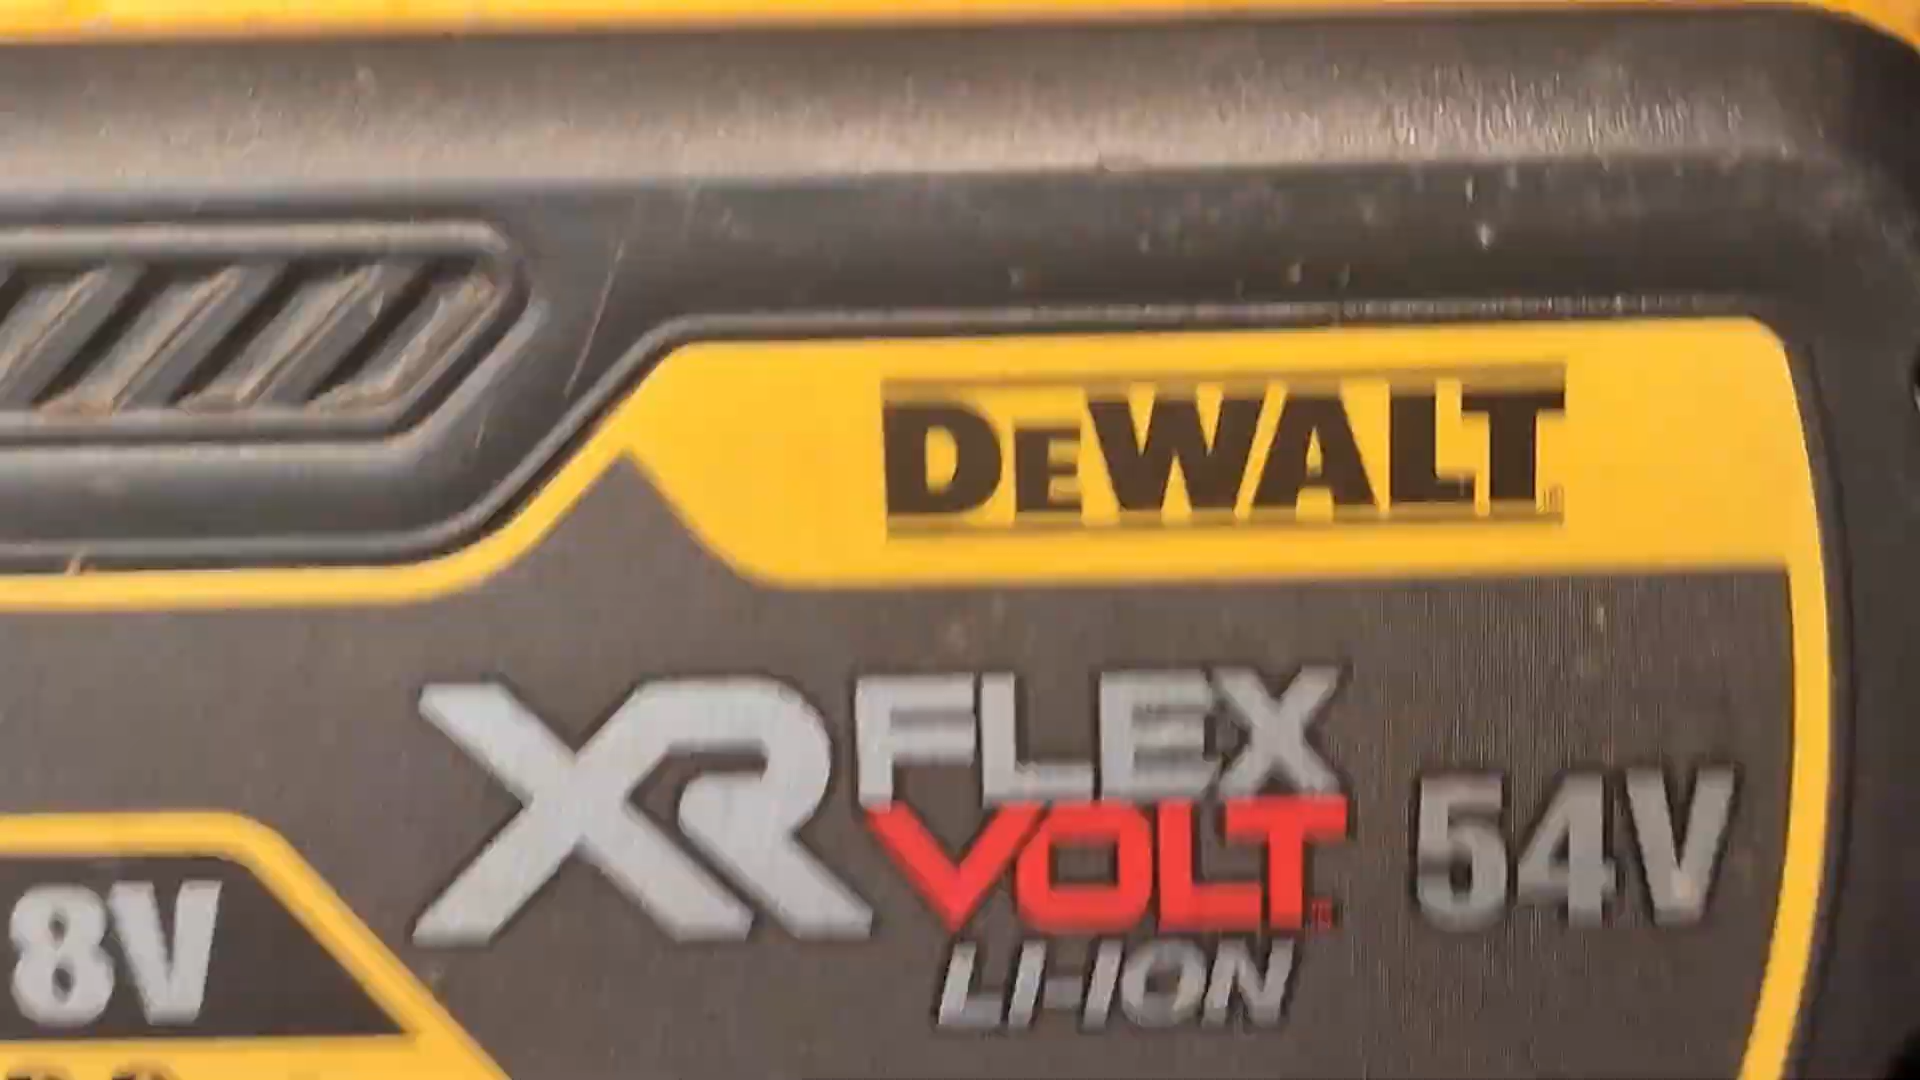 DEWALT
XR FLEX
VOLT 54V
LI-ION
8V